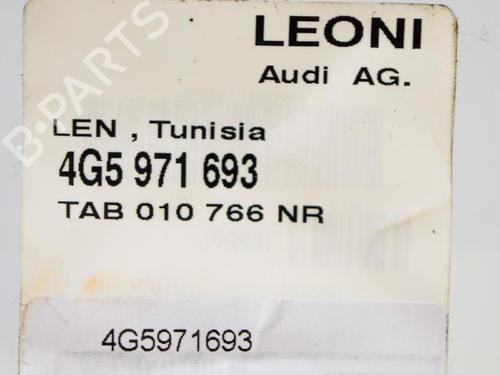 LEONI
Audi AG.
LEN , Tunisia
4G5 971 693
TAB 010 766 NR
4G5971693
B-PARTS